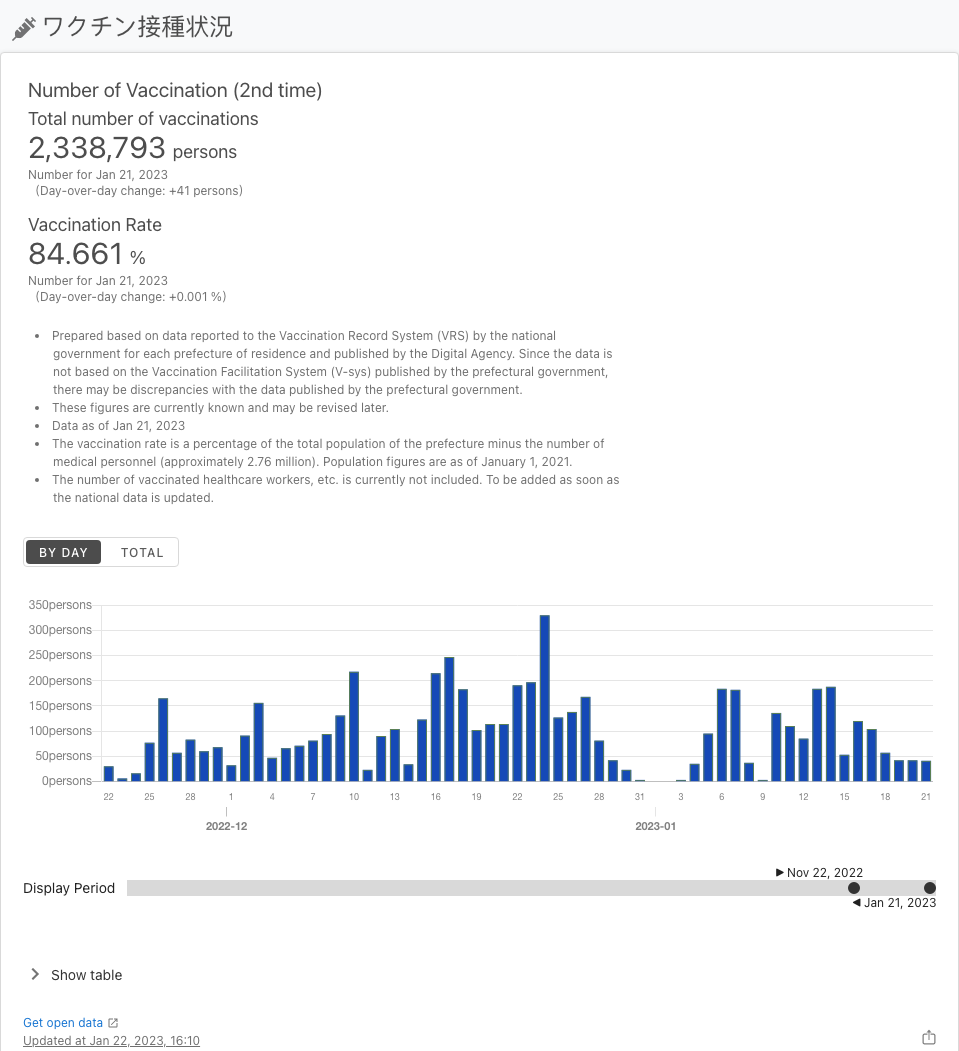 ワクチン接種状況
Number of Vaccination (2nd time)
Total number of vaccinations
2,338,793 persons
Number for Jan 21, 2023
(Day-over-day change: +41 persons)
Vaccination Rate
84.661 %
Number for Jan 21, 2023
(Day-over-day change: +0.001 %)
• Prepared based on data reported to the Vaccination Record System (VRS) by the national
government for each prefecture of residence and published by the Digital Agency. Since the data is
not based on the Vaccination Facilitation System (V-sys) published by the prefectural government,
there may be discrepancies with the data published by the prefectural government.
• These figures are currently known and may be revised later.
• Data as of Jan 21, 2023
• The vaccination rate is a percentage of the total population of the prefecture minus the number of
medical personnel (approximately 2.76 million). Population figures are as of January 1, 2021.
• The number of vaccinated healthcare workers, etc. is currently not included. To be added as soon as
the national data is updated.
BY DAY TOTAL
350persons
300persons
250persons
200persons
150persons
100persons
50persons
0persons
22 25 28 1 4 7 10 13 16 19 22 25 28 31 3 6 9 12 15 18 21
2022-12 2023-01
Nov 22, 2022
Display Period
Jan 21, 2023
Show table
Get open data
Updated at Jan 22, 2023, 16:10